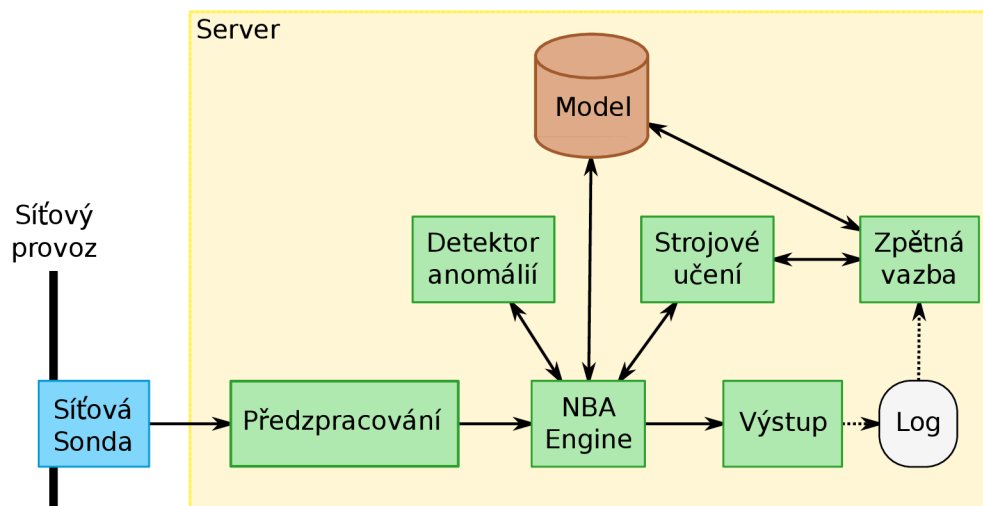 Server
Model
Síťový
provoz
Detektor
anomálií
Strojové
učení
Zpětná
vazba
Síťová
Sonda
Předzpracování
NBA
Engine
Výstup
Log